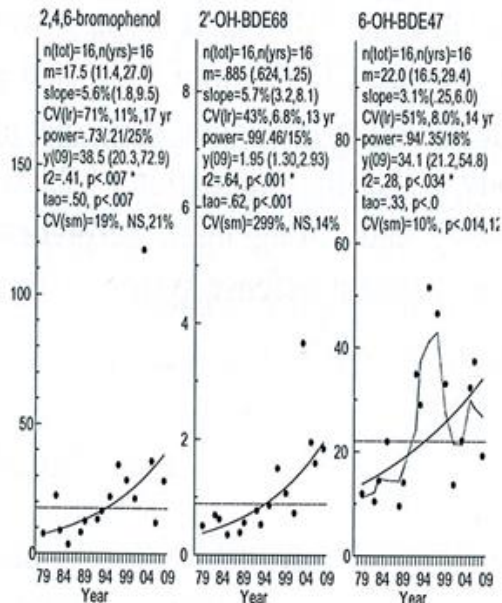 2,4,6-bromophenol
n(tot)=16,n(yrs)=16
m=17.5 (11.4,27.0)
slope=5.6%(1.8,9.5)
CV(lr)=71%,11%,17 yr
power=.73/.21/25%
y(09)=38.5 (20.3,72.9)
r2=.41, p<.007 *
tao=.50, p<.007
CV(sm)=19%, NS,21%
150
100
50
0
79 84 89 94 99 04 09
Year
2'-OH-BDE68
n(tot)=16,n(yrs)=16
m=.885 (.624,1.25)
slope=5.7%(3.2,8.1)
CV(lr)=43%,6.8%,13 yr
power=.99/.46/15%
y(09)=1.95 (1.30,2.93)
r2=.64, p<.001 *
tao=.62, p<.001
CV(sm)=299%, NS,14%
8
6
4
2
0
79 84 89 94 99 04 09
Year
6-OH-BDE47
n(tot)=16,n(yrs)=16
m=22.0 (16.5,29.4)
slope=3.1%(.25,6.0)
CV(lr)=51%,8.0%,14 yr
power=.94/.35/18%
y(09)=34.1 (21.2,54.8)
r2=.28, p<.034 *
tao=.33, p<.0
CV(sm)=10%, p<.014,12
80
60
40
20
0
79 84 89 94 99 04 09
Year